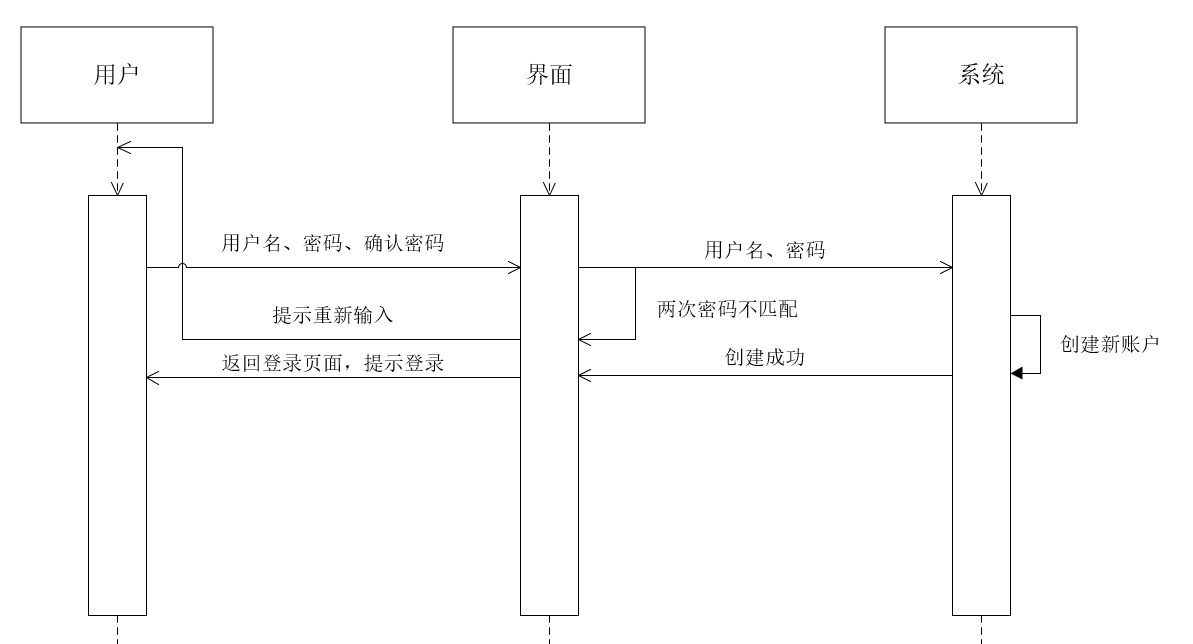 用户
界面
系统
用户名、密码、确认密码
用户名、密码
两次密码不匹配
提示重新输入
创建新账户
创建成功
返回登录页面，提示登录